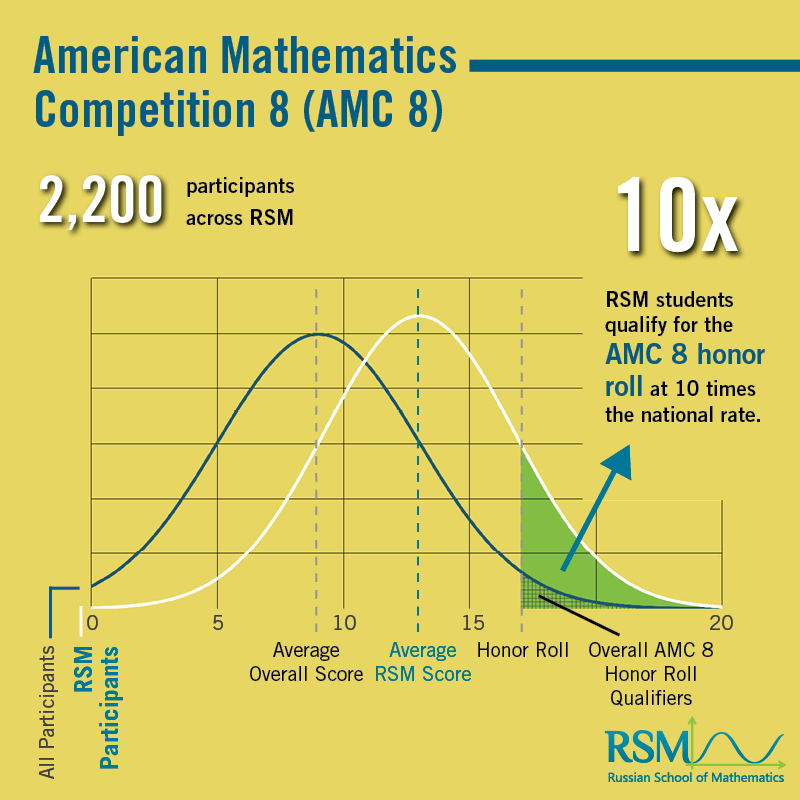 American Mathematics
Competition 8 (AMC 8)
2,200
participants
across RSM
10x
RSM students
qualify for the
AMC 8 honor
roll at 10 times
the national rate.
0
5
10
15
20
All Participants
RSM
Participants
Average
Overall Score
Average
RSM Score
Honor Roll
Overall AMC 8
Honor Roll
Qualifiers
RSM
Russian School of Mathematics